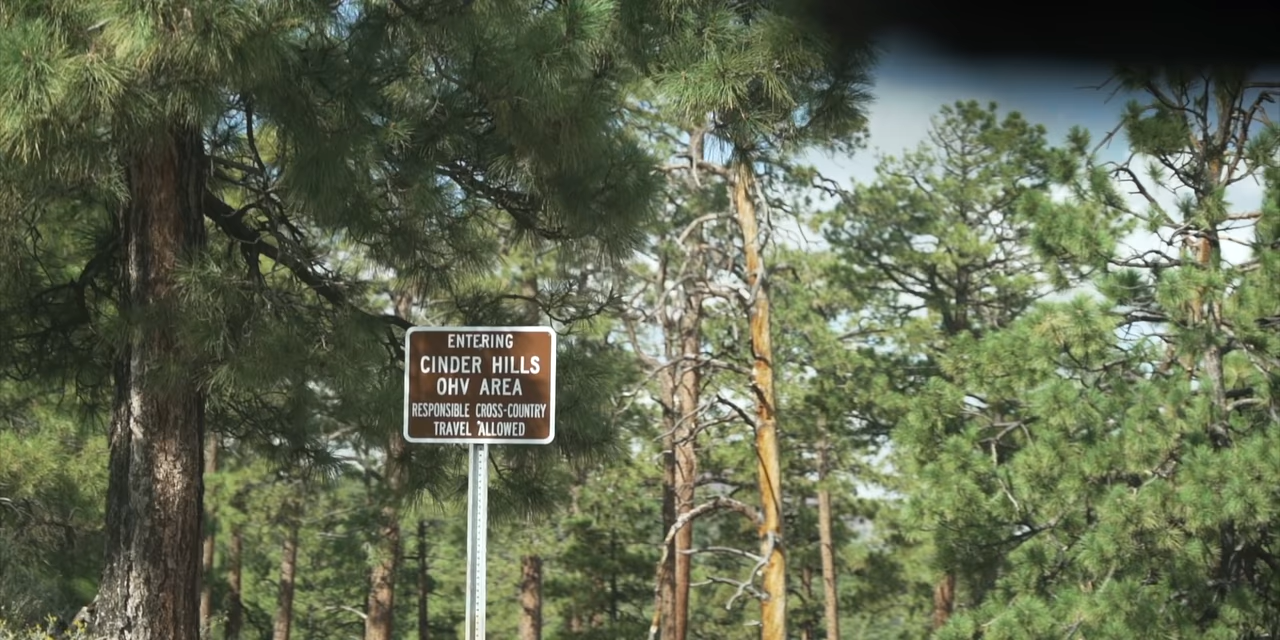 ENTERING
CINDER HILLS
OHV AREA
RESPONSIBLE CROSS-COUNTRY
TRAVEL ALLOWED